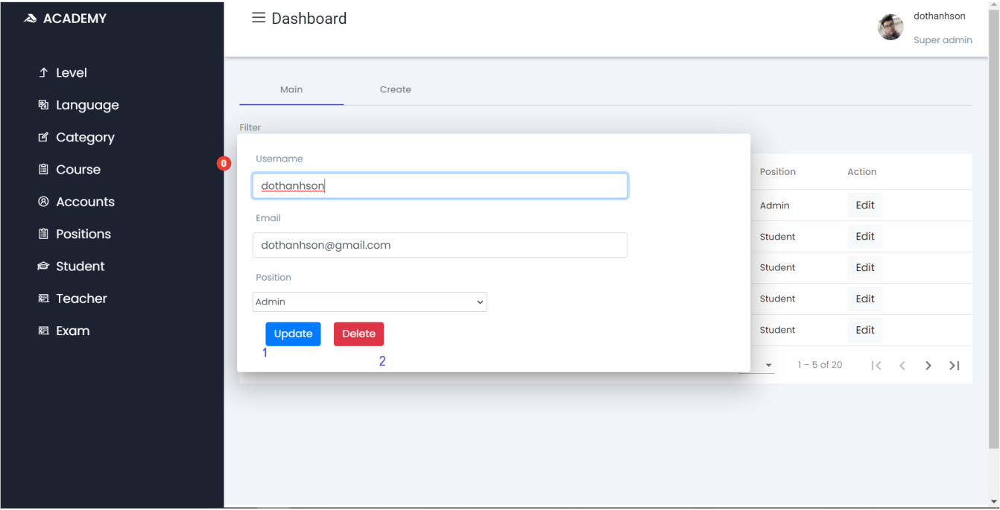 ACADEMY
Dashboard
dothanhson
Super admin
Level
Language
Category
Course
Accounts
Positions
Student
Teacher
Exam
Main
Create
Filter
0
Username
dothanhson
Email
dothanhson@gmail.com
Position
Admin
Update
Delete
1
2
Position Action
Admin Edit
Student Edit
Student Edit
Student Edit
Student Edit
1 – 5 of 20